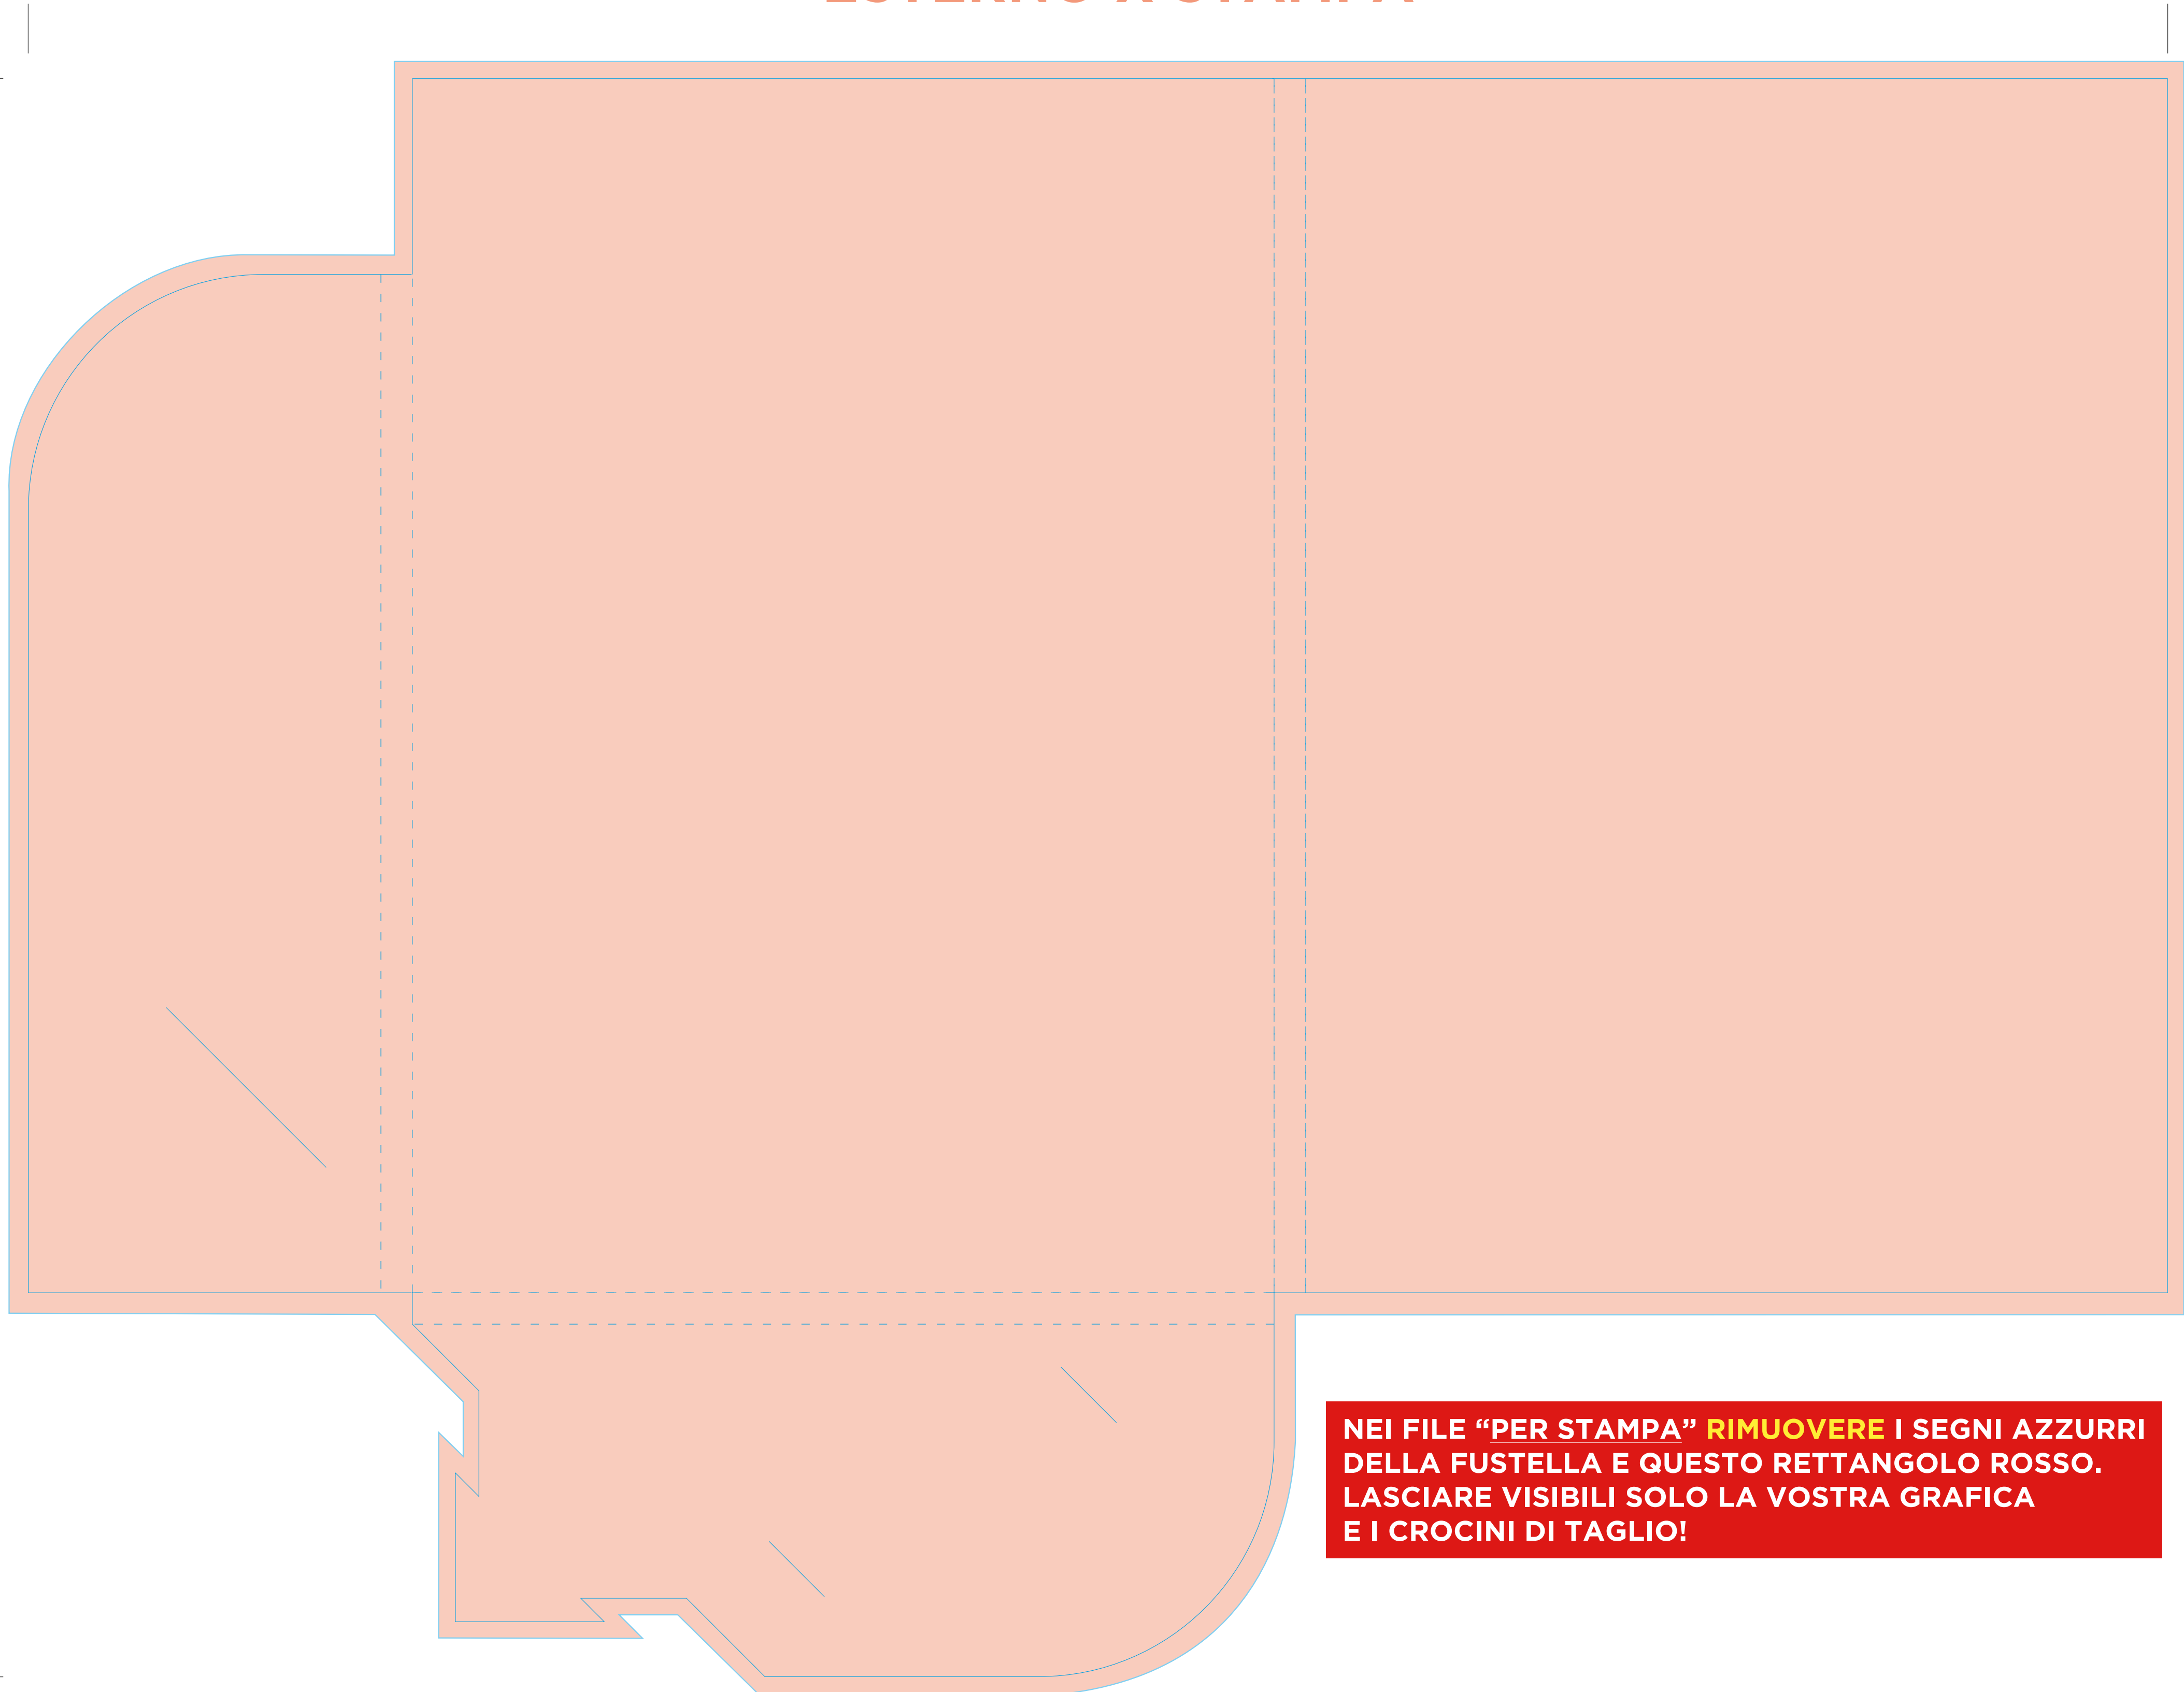 NEI FILE “PER STAMPA” RIMUOVERE I SEGNI AZZURRI
DELLA FUSTELLA E QUESTO RETTANGOLO ROSSO.
LASCIARE VISIBILI SOLO LA VOSTRA GRAFICA
E I CROCINI DI TAGLIO!